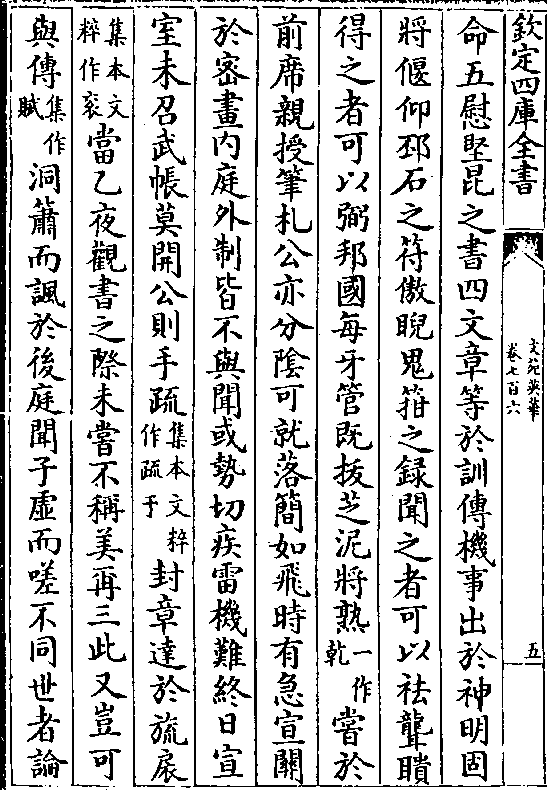 欽定四庫全書
文苑英華
卷七百六
五
命五慰堅昆之書四文章等於訓傳機事出於神明固
將偃仰邳石之符傲睨鬼箝之録聞之者可以袪聾瞶
得之者可以弼邦國每牙管既抜芝泥將熟一作乾嘗於
前席親授筆札公亦分陰可就落簡如飛時有急宣關
於密畫内庭外制皆不與聞或勢切疾雷機難終日宣
室未召武帳莫開公則手疏集本文粹作疏于封章達於旒扆
集本文粹作衮當乙夜觀書之際未嘗不稱美再三此又豈可
與傳集作賦洞簫而諷於後庭聞子虛而嗟不同世者論